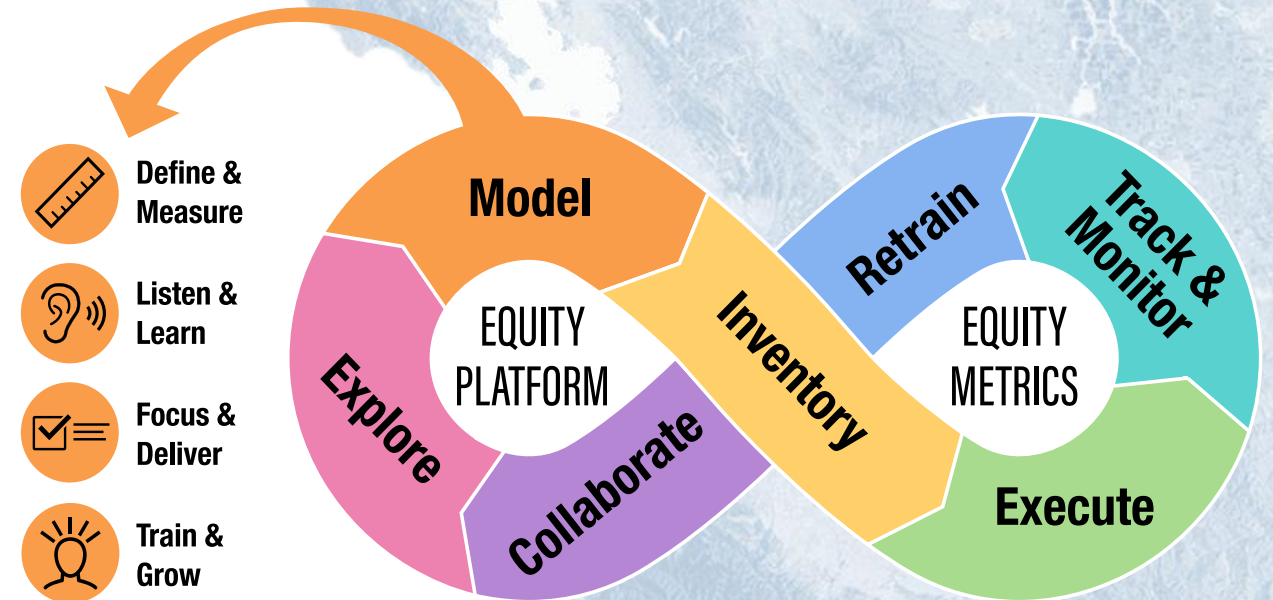 Define &
Measure
Listen &
Learn
Focus &
Deliver
Train &
Grow
Model
Explore
Collaborate
Inventory
EQUITY
PLATFORM
Retrain
Track &
Monitor
Execute
EQUITY
METRICS